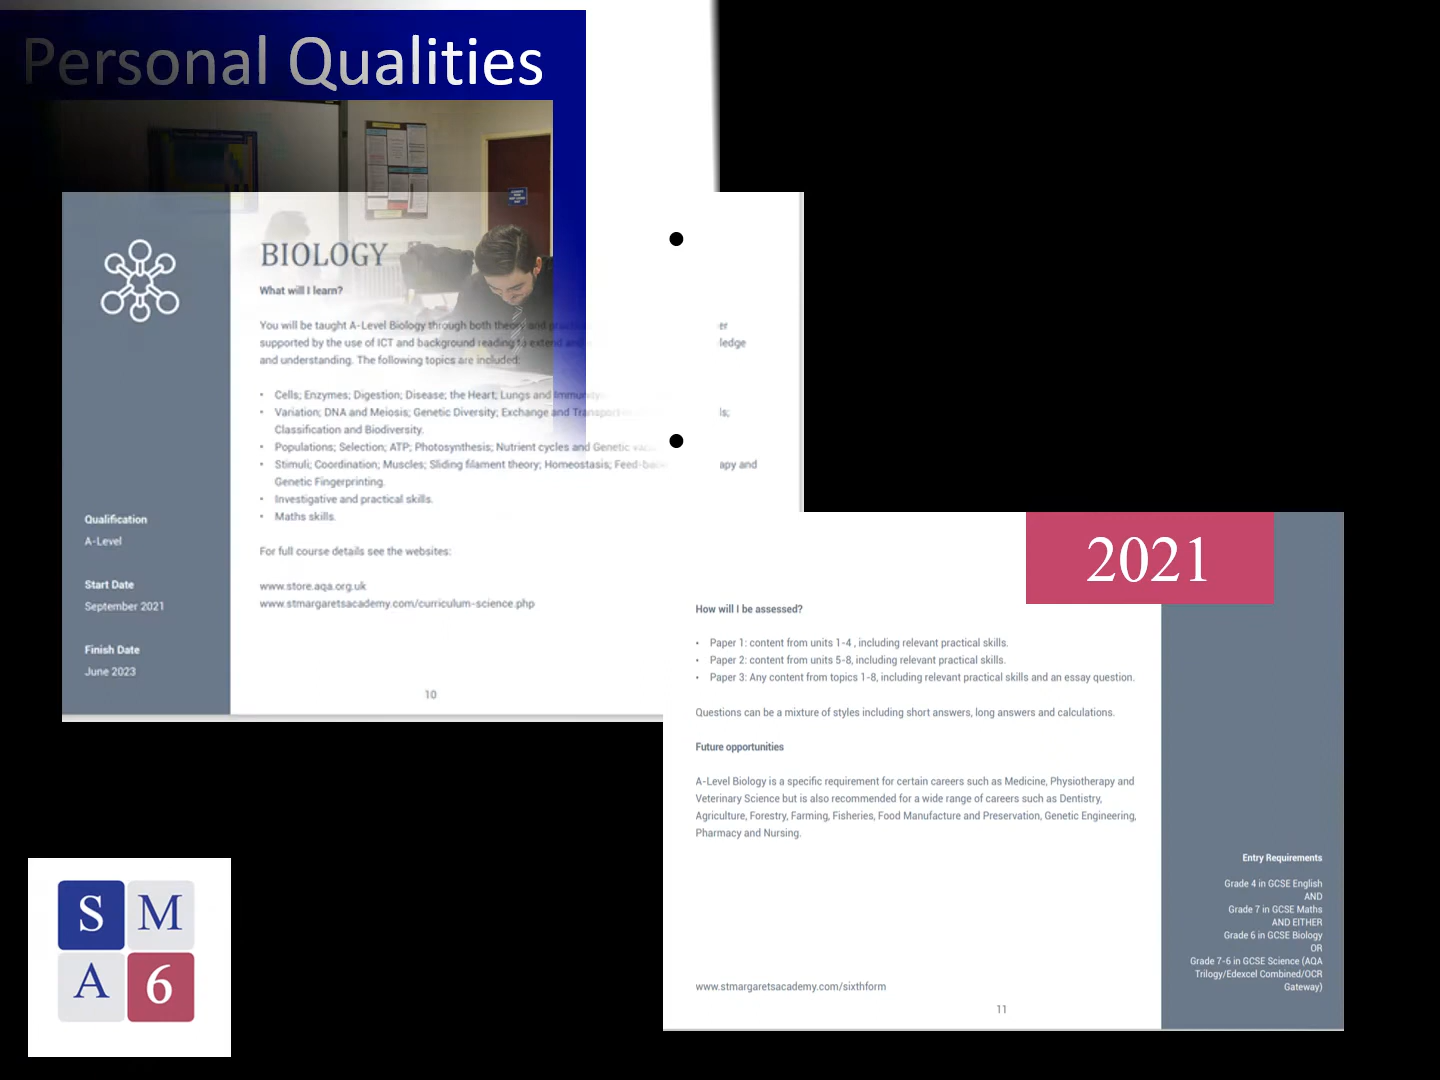 Personal Qualities
BIOLOGY
What will I learn?
You will be taught A-Level Biology through both theory and er
supported by the use of ICT and background reading to extend and ledge
and understanding. The following topics are included:
• Cells; Enzymes; Digestion; Disease; the Heart; Lungs and Immunity
• Variation; DNA and Meiosis; Genetic Diversity; Exchange and Transport ls;
Classification and Biodiversity.
• Populations; Selection; ATP; Photosynthesis; Nutrient cycles and Genetic
• Stimuli; Coordination; Muscles; Sliding filament theory; Homeostasis; Feed-back apy and
Genetic Fingerprinting.
• Investigative and practical skills.
• Maths skills.
For full course details see the websites:
www.store.aqa.org.uk
www.stmargaretsacademy.com/curriculum-science.php
Qualification
A-Level
Start Date
September 2021
Finish Date
June 2023
10
2021
How will I be assessed?
• Paper 1: content from units 1-4 , including relevant practical skills.
• Paper 2: content from units 5-8, including relevant practical skills.
• Paper 3: Any content from topics 1-8, including relevant practical skills and an essay question.
Questions can be a mixture of styles including short answers, long answers and calculations.
Future opportunities
A-Level Biology is a specific requirement for certain careers such as Medicine, Physiotherapy and
Veterinary Science but is also recommended for a wide range of careers such as Dentistry,
Agriculture, Forestry, Farming, Fisheries, Food Manufacture and Preservation, Genetic Engineering,
Pharmacy and Nursing.
www.stmargaretsacademy.com/sixthform
11
Entry Requirements
Grade 4 in GCSE English
AND
Grade 7 in GCSE Maths
AND EITHER
Grade 6 in GCSE Biology
OR
Grade 7-6 in GCSE Science (AQA
Trilogy/Edexcel Combined/OCR
Gateway)
S M
A 6